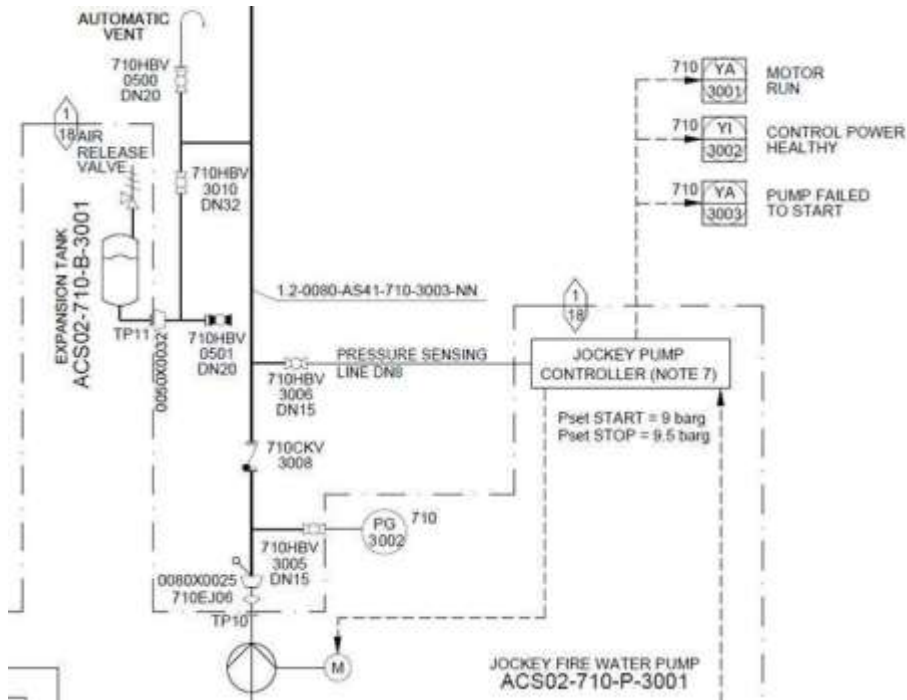 AUTOMATIC
VENT
710HBV
0500
DN20
1
18
AIR
RELEASE
VALVE
710HBV
3010
DN32
EXPANSION TANK
ACS02-710-B-3001
TP11
0050X0032
710HBV
0501
DN20
1.2-0080-AS41-710-3003-NN
710HBV
3006
DN15
PRESSURE SENSING
LINE DN8
710CKV
3008
PG
3002
710
710HBV
3005
DN15
0080X0025
710EJ06
TP10
M
710
YA
3001
MOTOR
RUN
710
YI
3002
CONTROL POWER
HEALTHY
710
YA
3003
PUMP FAILED
TO START
1
18
JOCKEY PUMP
CONTROLLER (NOTE 7)
Pset START = 9 barg
Pset STOP = 9.5 barg
JOCKEY FIRE WATER PUMP
ACS02-710-P-3001